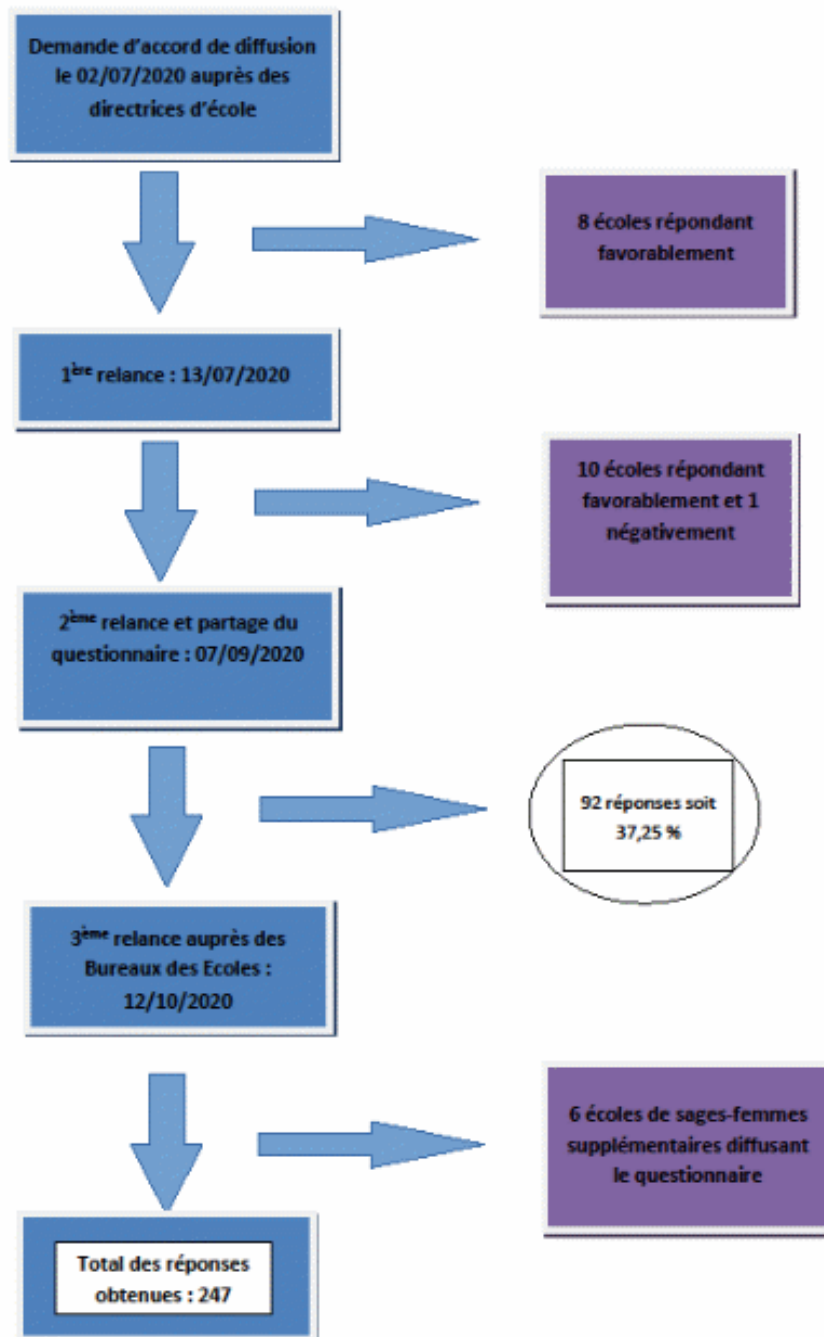 Demande d'accord de diffusion
le 02/07/2020 auprès des
directrices d'école
8 écoles répondant
favorablement
1ère relance : 13/07/2020
10 écoles répondant
favorablement et 1
négativement
2ème relance et partage du
questionnaire : 07/09/2020
92 réponses soit
37,25 %
3ème relance auprès des
Bureaux des Ecoles :
12/10/2020
6 écoles de sages-femmes
supplémentaires diffusant
le questionnaire
Total des réponses
obtenues : 247